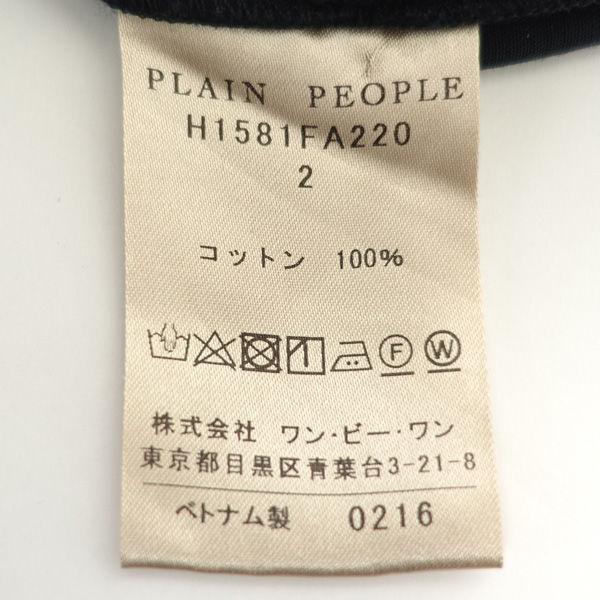 PLAIN PEOPLE
H1581FA220
2
コットン 100%
F W
株式会社 ワン・ビー・ワン
東京都目黒区青葉台3-21-8
ベトナム製 0216